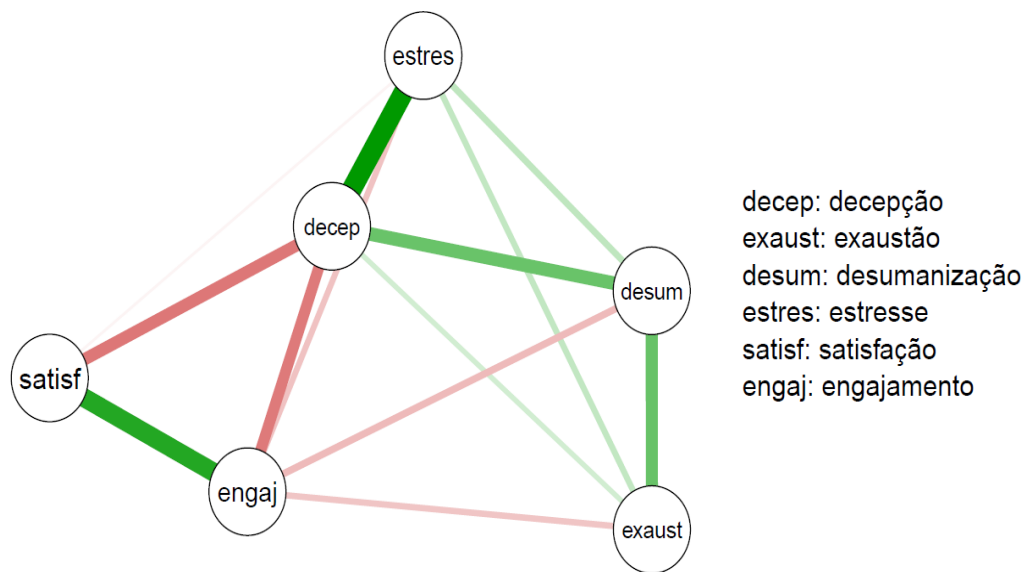 estres
decep
desum
satisf
engaj
exaust
decep: decepção
exaust: exaustão
desum: desumanização
estres: estresse
satisf: satisfação
engaj: engajamento